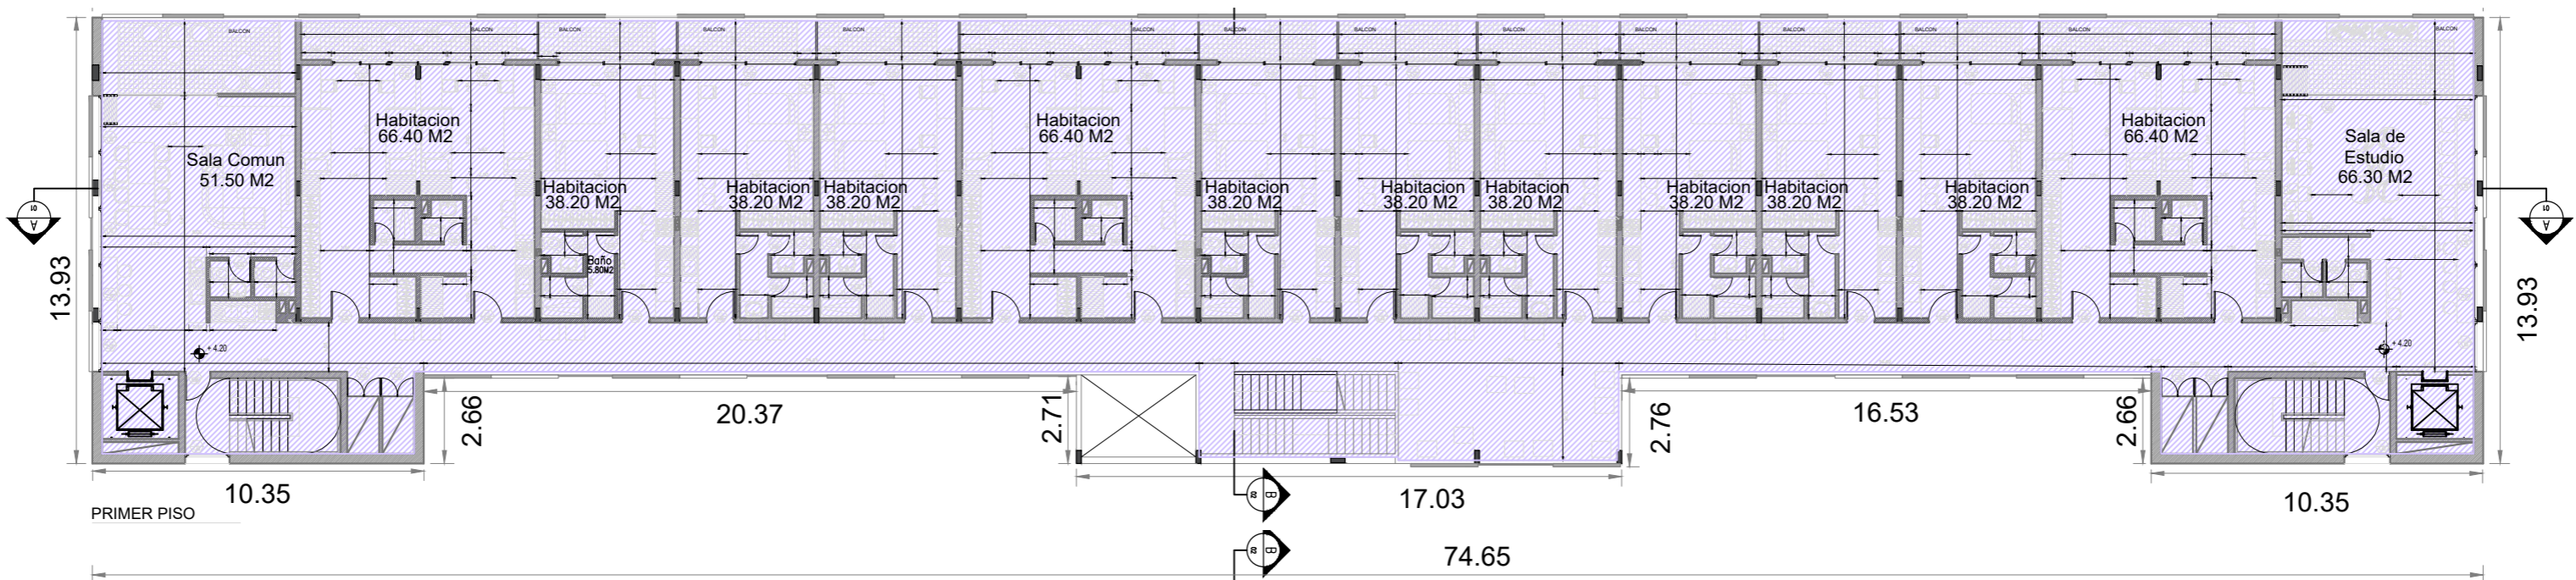 BALCON
BALCON
BALCON
BALCON
BALCON
BALCON
BALCON
BALCON
BALCON
BALCON
BALCON
BALCON
BALCON
Habitacion
66.40 M2
Habitacion
66.40 M2
Habitacion
66.40 M2
Sala Comun
51.50 M2
Sala de
Estudio
66.30 M2
Habitacion
38.20 M2
Habitacion
38.20 M2
Habitacion
38.20 M2
Habitacion
38.20 M2
Habitacion
38.20 M2
Habitacion
38.20 M2
Habitacion
38.20 M2
Habitacion
38.20 M2
Habitacion
38.20 M2
01
A
01
A
Baño
5.80M2
13.93
13.93
+ 4.20
+ 4.20
2.66
20.37
2.71
2.76
16.53
2.66
10.35
17.03
10.35
B
02
PRIMER PISO
B
02
74.65